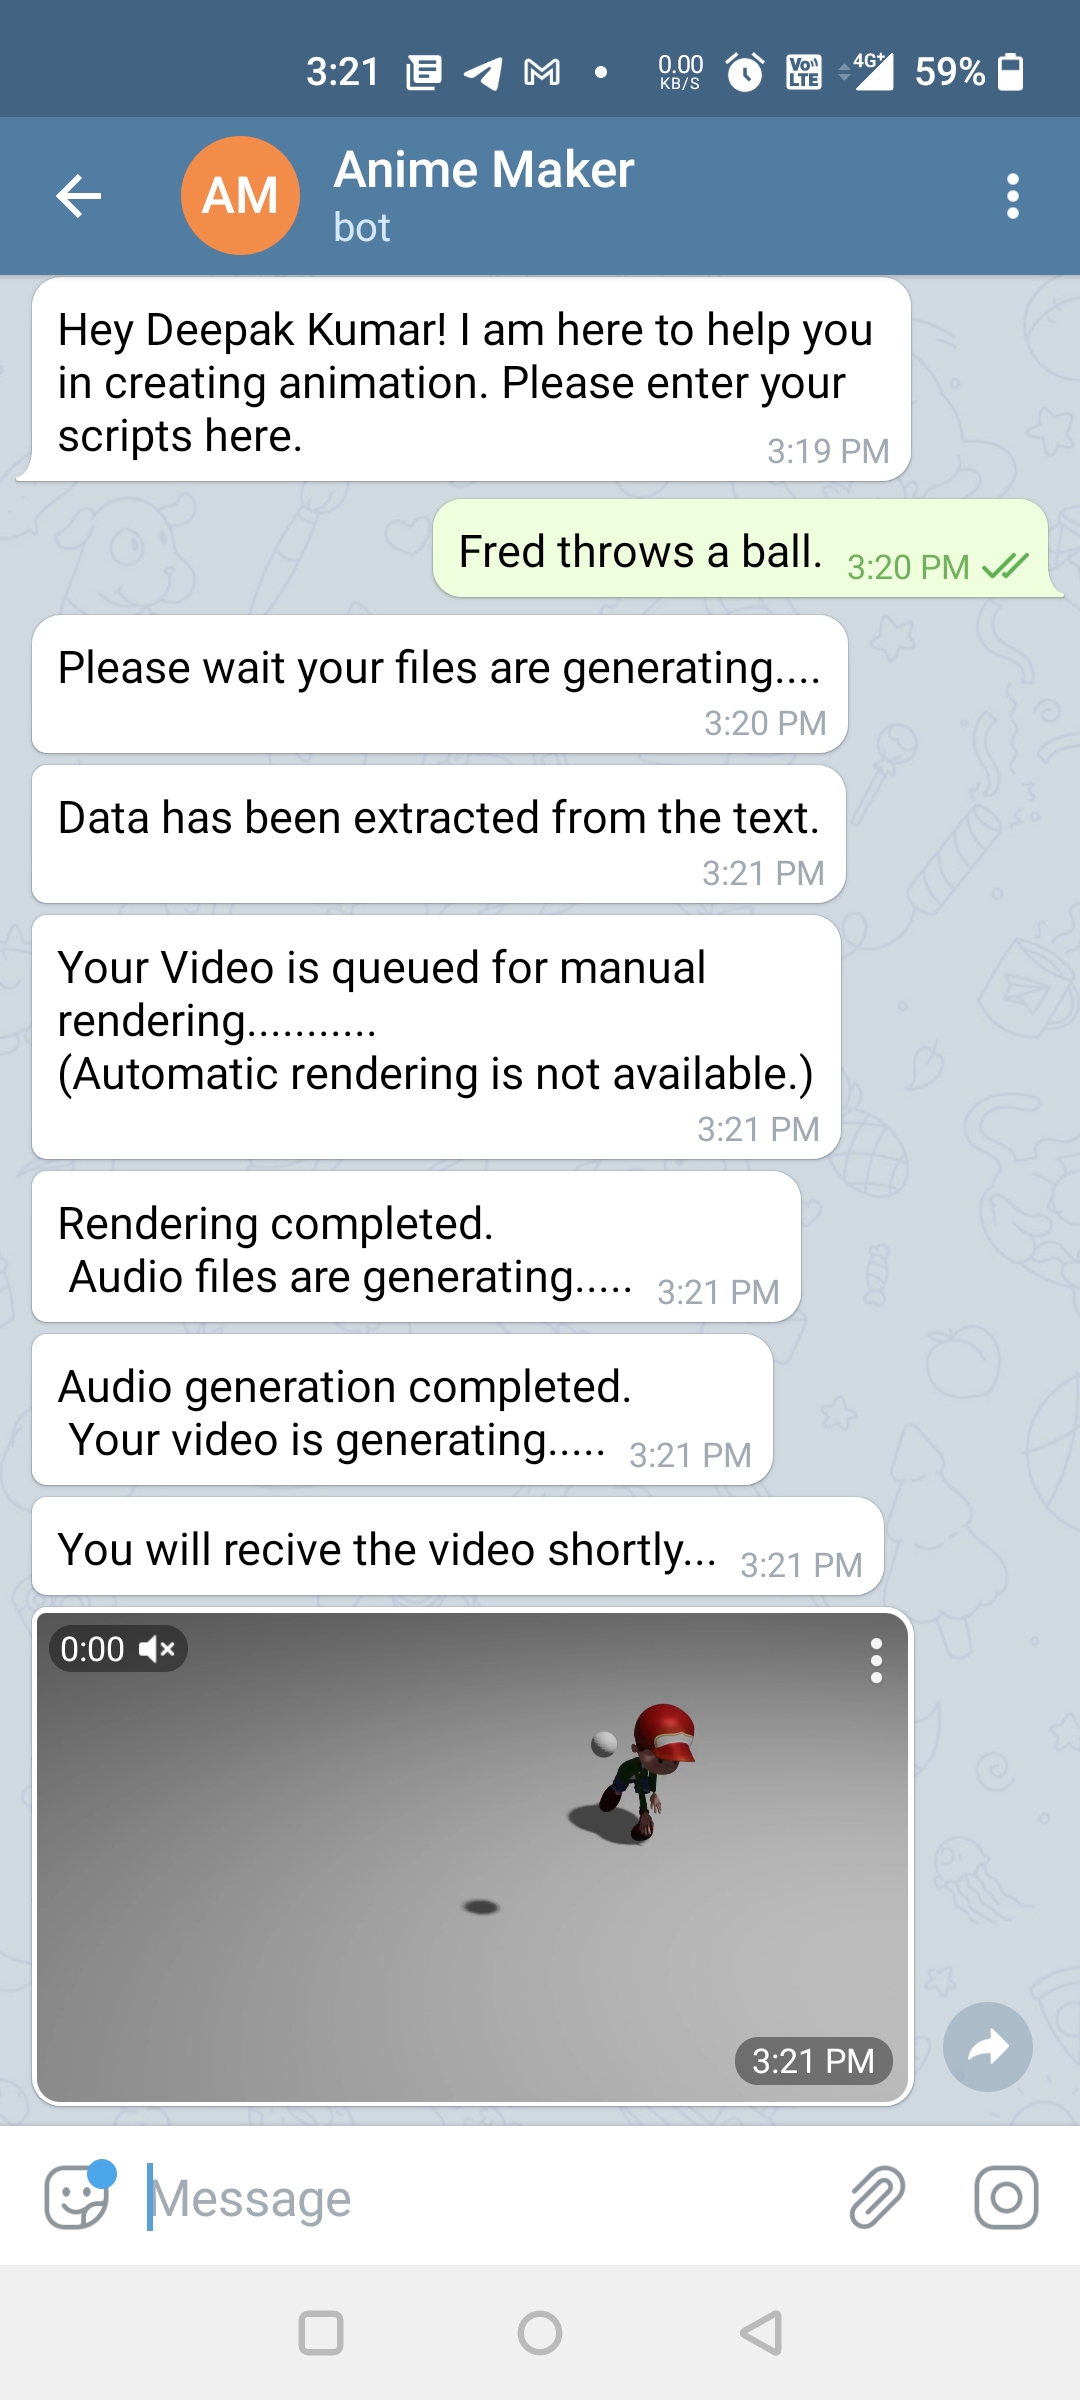 3:21 0.00 KB/S VoLTE 4G+ 59%
AM
Anime Maker
bot
Hey Deepak Kumar! I am here to help you
in creating animation. Please enter your
scripts here.
3:19 PM
Fred throws a ball. 3:20 PM
Please wait your files are generating....
3:20 PM
Data has been extracted from the text.
3:21 PM
Your Video is queued for manual
rendering...........
(Automatic rendering is not available.)
3:21 PM
Rendering completed.
Audio files are generating..... 3:21 PM
Audio generation completed.
Your video is generating..... 3:21 PM
You will recive the video shortly... 3:21 PM
0:00
3:21 PM
Message